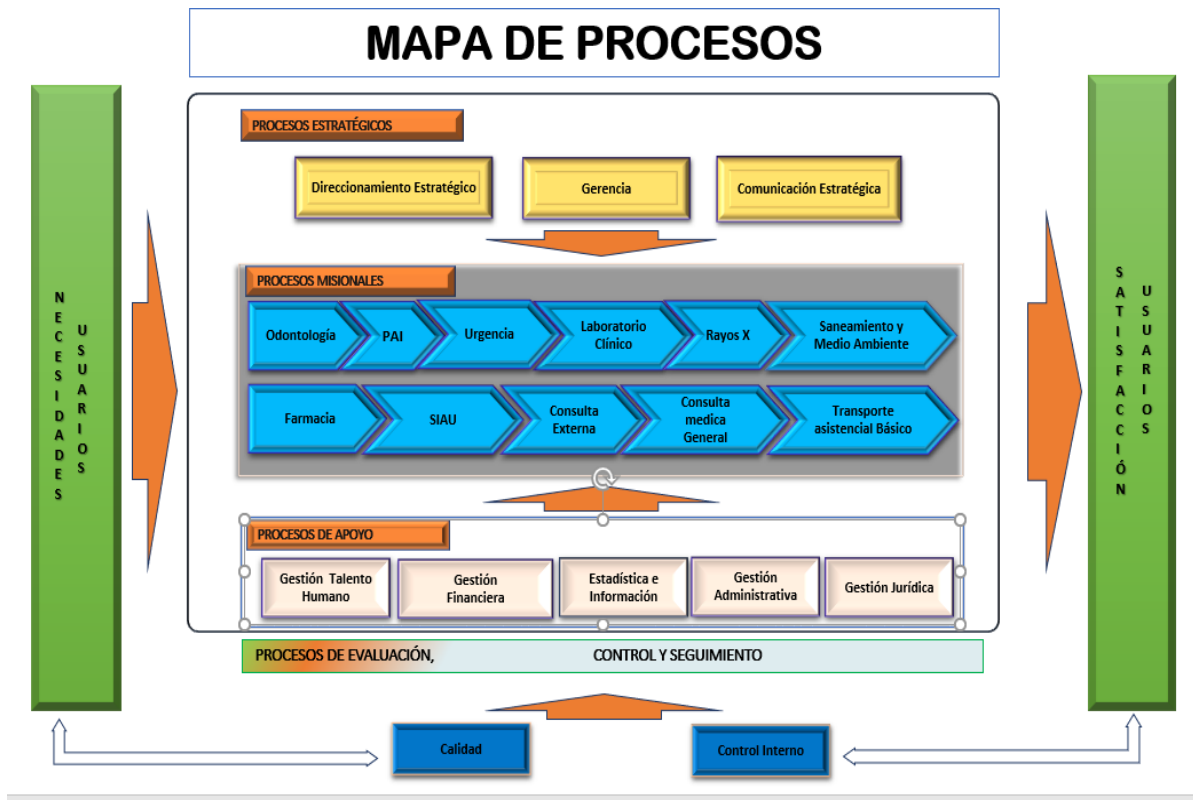 MAPA DE PROCESOS
NECESIDADES
USUARIOS
PROCESOS ESTRATÉGICOS
Direccionamiento Estratégico
Gerencia
Comunicación Estratégica
PROCESOS MISIONALES
Odontología
PAI
Urgencia
Laboratorio
Clínico
Rayos X
Saneamiento y
Medio Ambiente
Farmacia
SIAU
Consulta
Externa
Consulta
medica
General
Transporte
asistencial Básico
PROCESOS DE APOYO
Gestión Talento
Humano
Gestión
Financiera
Estadística e
Información
Gestión
Administrativa
Gestión Jurídica
PROCESOS DE EVALUACIÓN, CONTROL Y SEGUIMIENTO
Calidad
Control Interno
SATISFACCIÓN
USUARIOS